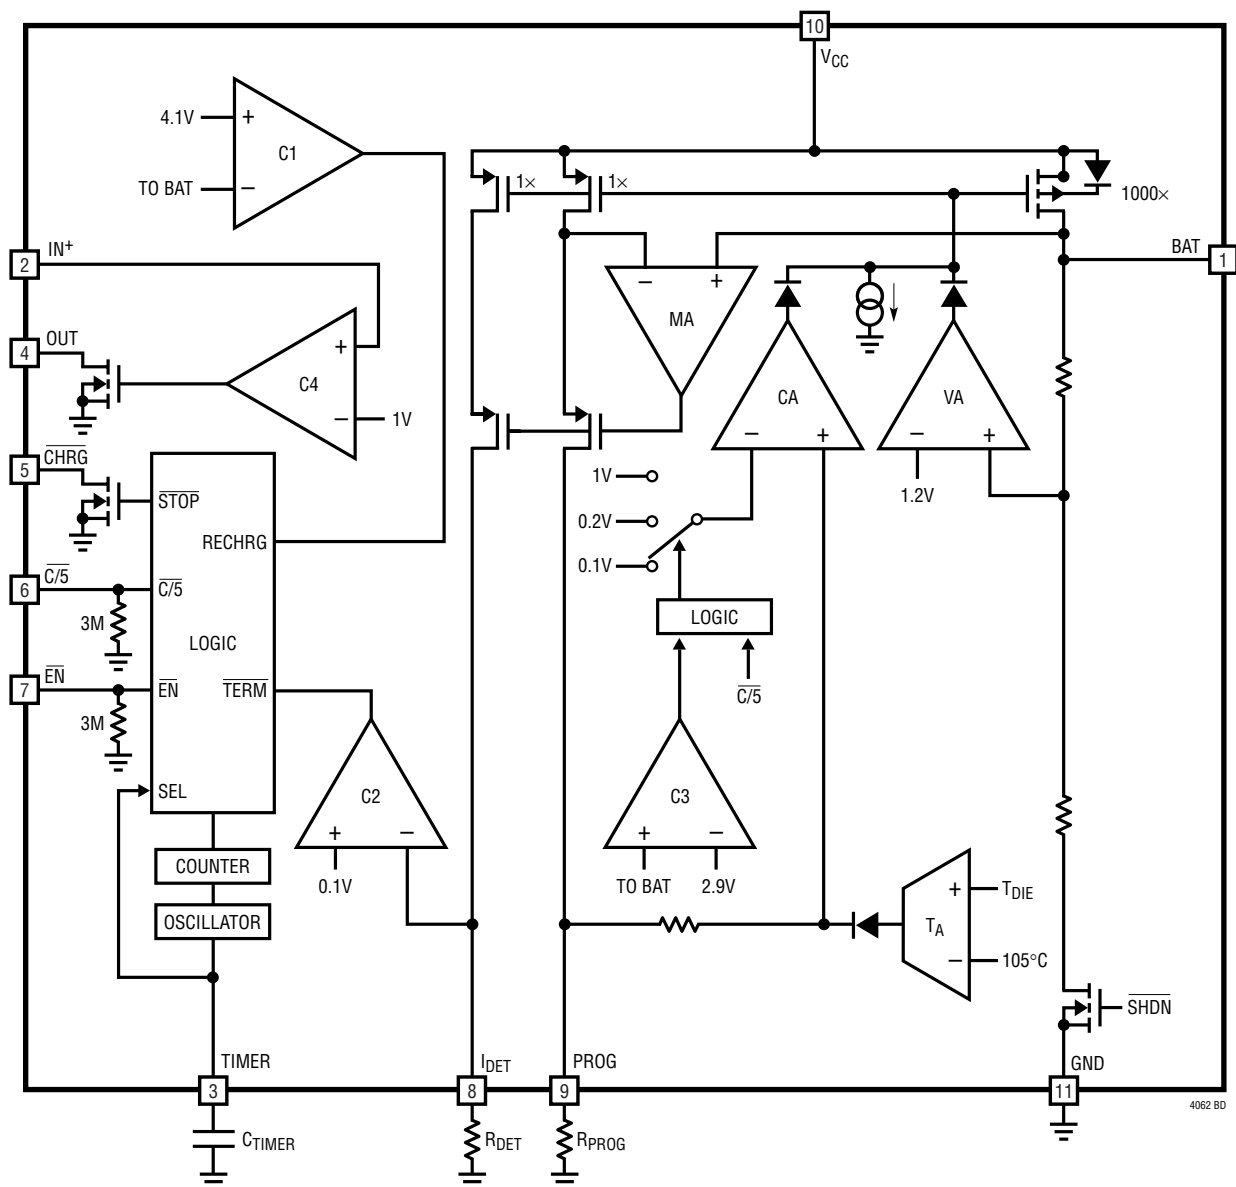 10
VCC
4.1V
+
C1
TO BAT
−
1×
1×
1000×
2
IN+
BAT
1
−
+
MA
4
OUT
+
C4
−
1V
CA
VA
−
+
−
+
1.2V
5
CHRG
STOP
1V
0.2V
0.1V
RECHRG
6
C/5
C/5
3M
LOGIC
LOGIC
C/5
7
EN
EN
TERM
3M
SEL
C2
+
−
0.1V
C3
+
−
TO BAT
2.9V
COUNTER
OSCILLATOR
+
TDIE
TA
−
105°C
SHDN
TIMER
IDET
PROG
GND
3
8
9
11
4062 BD
CTIMER
RDET
RPROG